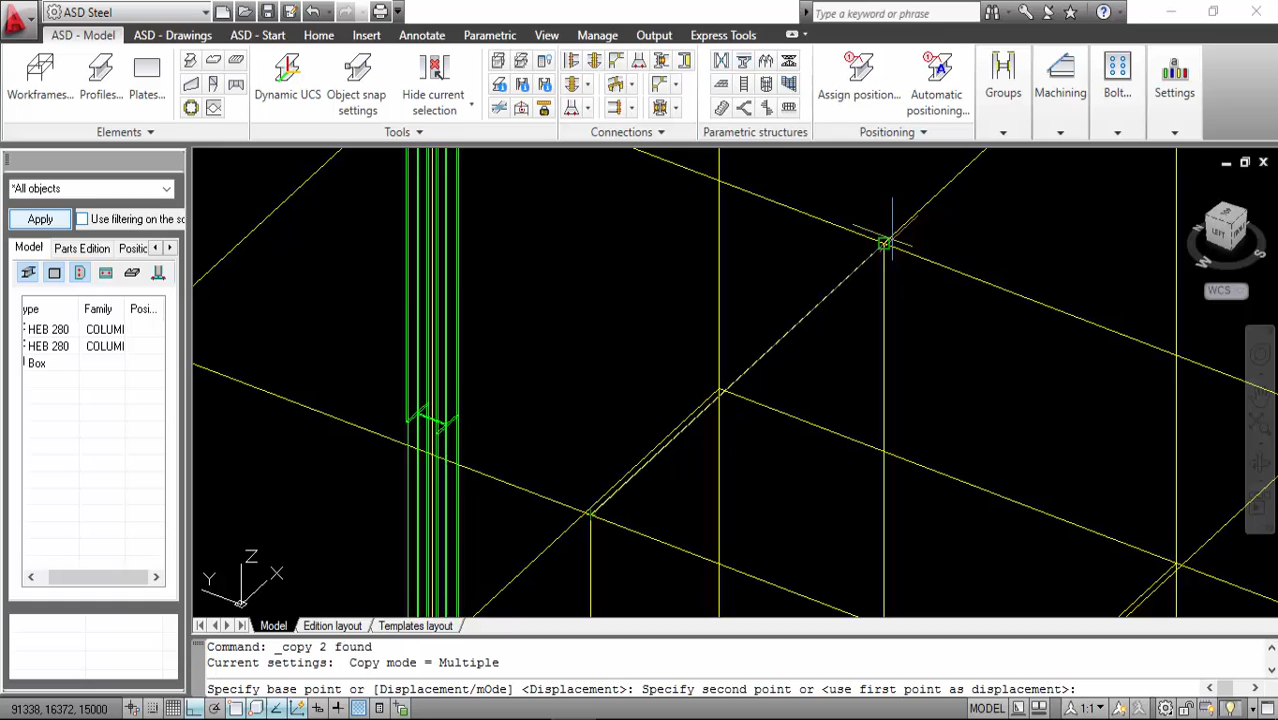 ASD Steel
Type a keyword or phrase
ASD - Model
ASD - Drawings
ASD - Start
Home
Insert
Annotate
Parametric
View
Manage
Output
Express Tools
Workframes...
Profiles...
Plates...
Dynamic UCS
Object snap
settings
Hide current
selection
Assign position...
Automatic
positioning...
Groups
Machining
Bolt...
Settings
Elements
Tools
Connections
Parametric structures
Positioning
*All objects
Apply
Use filtering on the sc
Model
Parts Edition
Positic
ype
Family
Posi...
HEB 280
COLUMI
HEB 280
COLUMI
Box
LEFT
W
S
WCS
Z
Y
X
Model
Edition layout
Templates layout
Command: _copy 2 found
Current settings:  Copy mode = Multiple
Specify base point or [Displacement/mOde] <Displacement>: Specify second point or <use first point as displacement>:
91338, 16372, 15000
MODEL
1:1